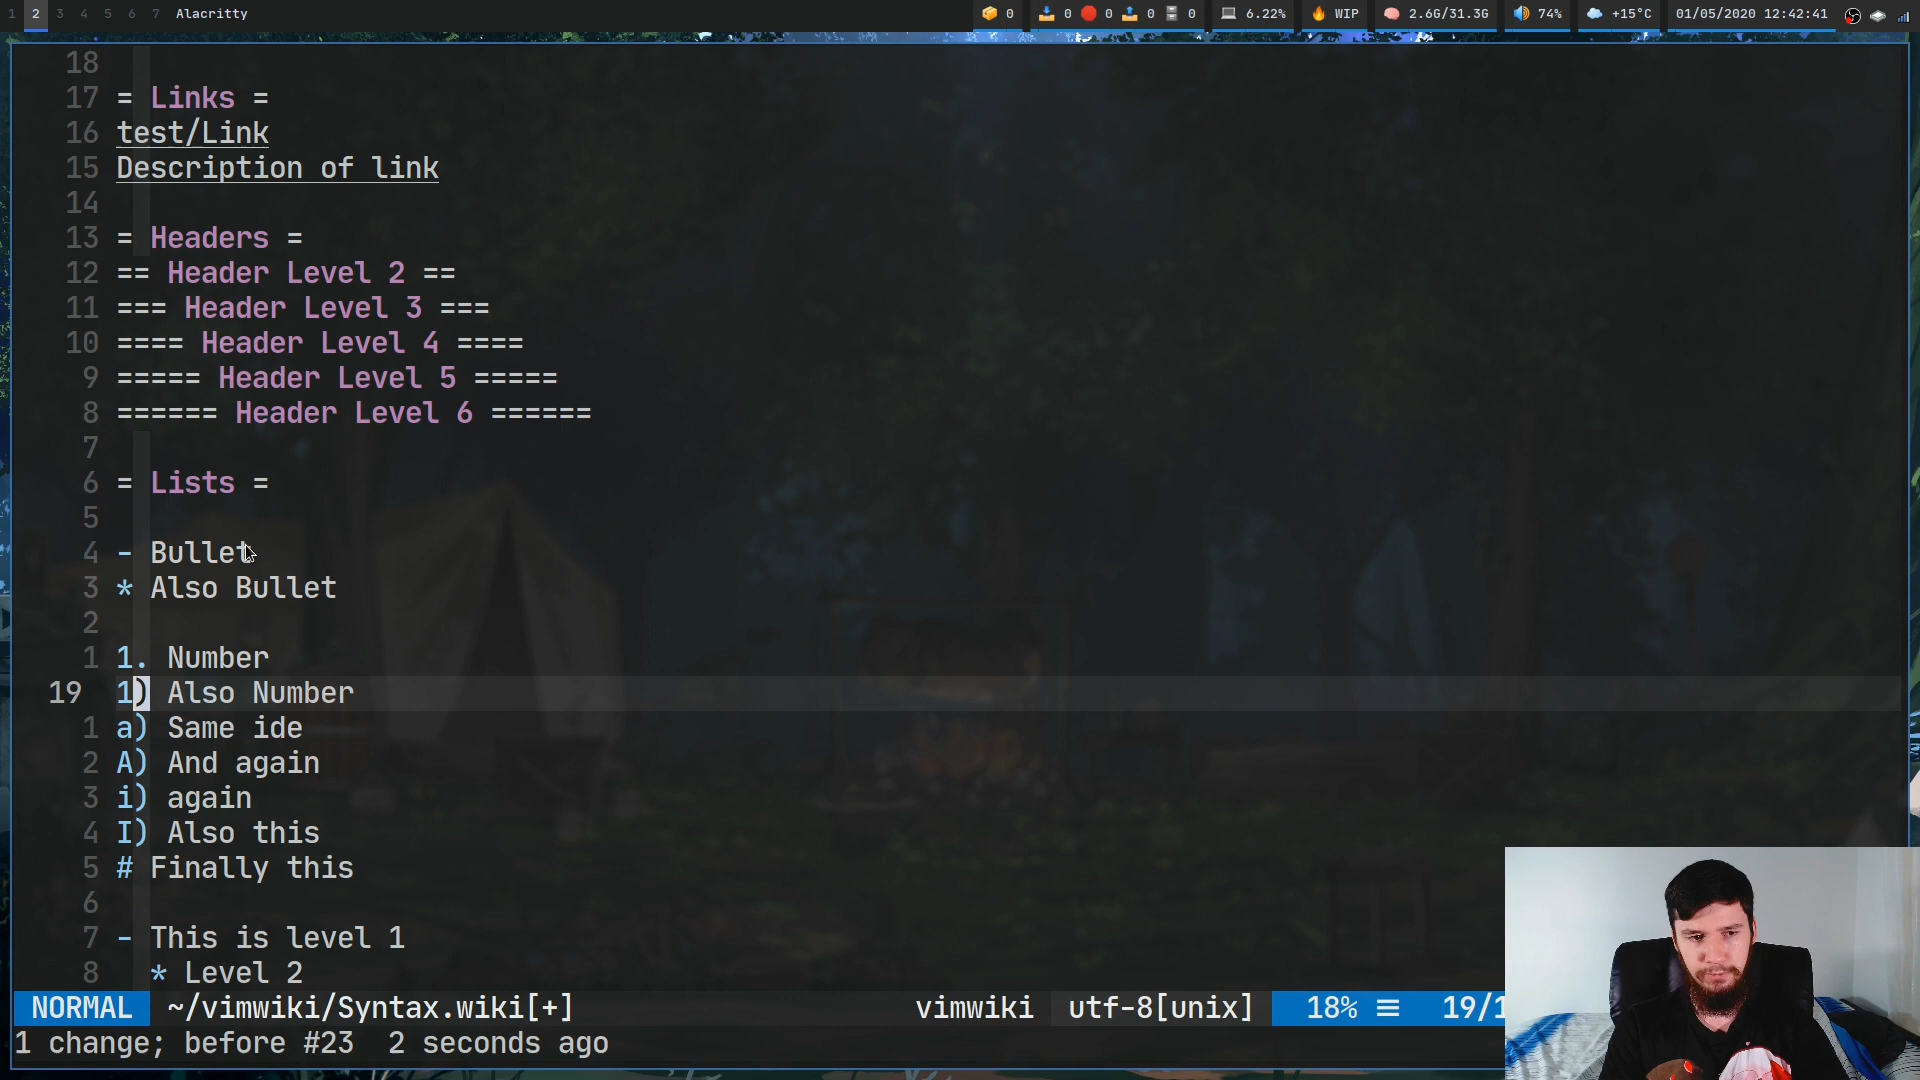 1 2 3 4 5 6 7 Alacritty 0 0 0 0 0 6.22% WIP 2.6G/31.3G 74% +15°C 01/05/2020 12:42:41
18
17 = Links =
16 test/Link
15 Description of link
14
13 = Headers =
12 == Header Level 2 ==
11 === Header Level 3 ===
10 ==== Header Level 4 ====
9 ===== Header Level 5 =====
8 ====== Header Level 6 ======
7
6 = Lists =
5
4 - Bullet
3 * Also Bullet
2
1 1. Number
19 1) Also Number
1 a) Same ide
2 A) And again
3 i) again
4 I) Also this
5 # Finally this
6
7 - This is level 1
8 * Level 2
NORMAL ~/vimwiki/Syntax.wiki[+] vimwiki utf-8[unix] 18% ≡ 19/1
1 change; before #23 2 seconds ago